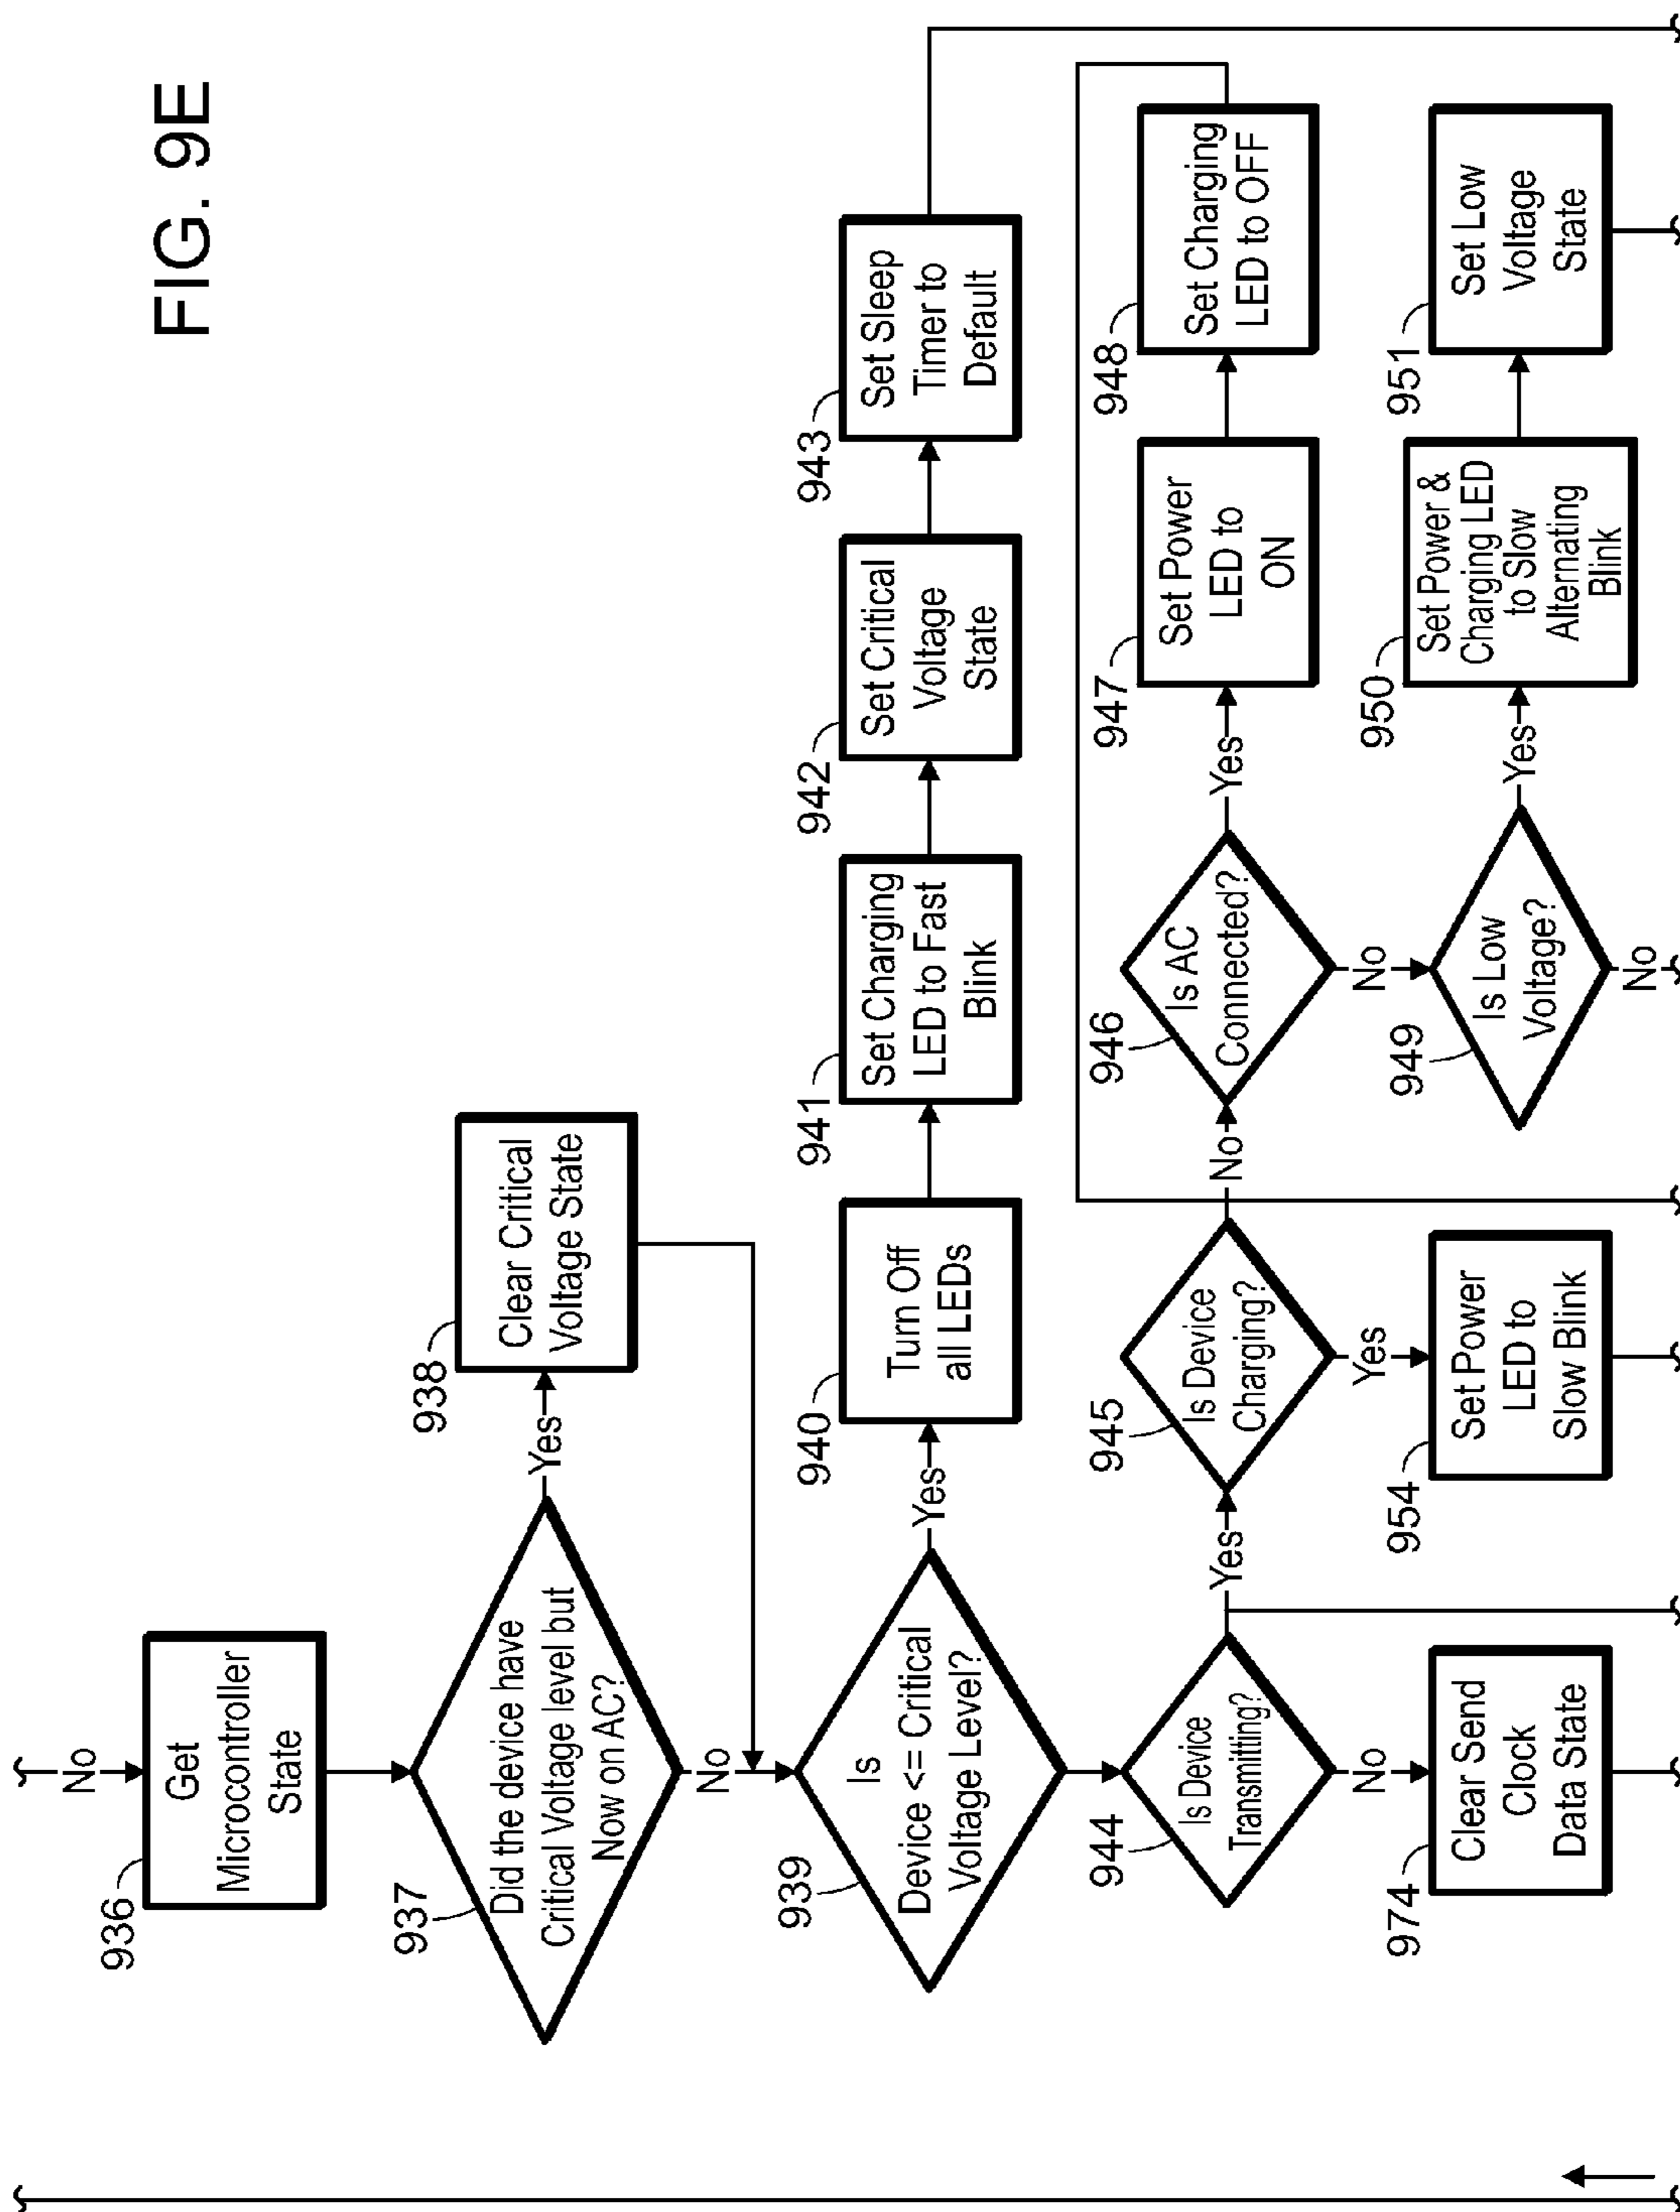 FIG. 9E
No
936
Get
Microcontroller
State
937
Did the device have
Critical Voltage level but
Now on AC?
Yes
938
Clear Critical
Voltage State
No
939
Is
Device <= Critical
Voltage Level?
Yes
940
Turn Off
all LEDs
941
Set Charging
LED to Fast
Blink
942
Set Critical
Voltage
State
943
Set Sleep
Timer to
Default
944
Is Device
Transmitting?
Yes
945
Is Device
Charging?
No
946
Is AC
Connected?
Yes
947
Set Power
LED to
ON
948
Set Charging
LED to OFF
No
974
Clear Send
Clock
Data State
Yes
954
Set Power
LED to
Slow Blink
No
949
Is Low
Voltage?
Yes
950
Set Power &
Charging LED
to Slow
Alternating
Blink
951
Set Low
Voltage
State
No